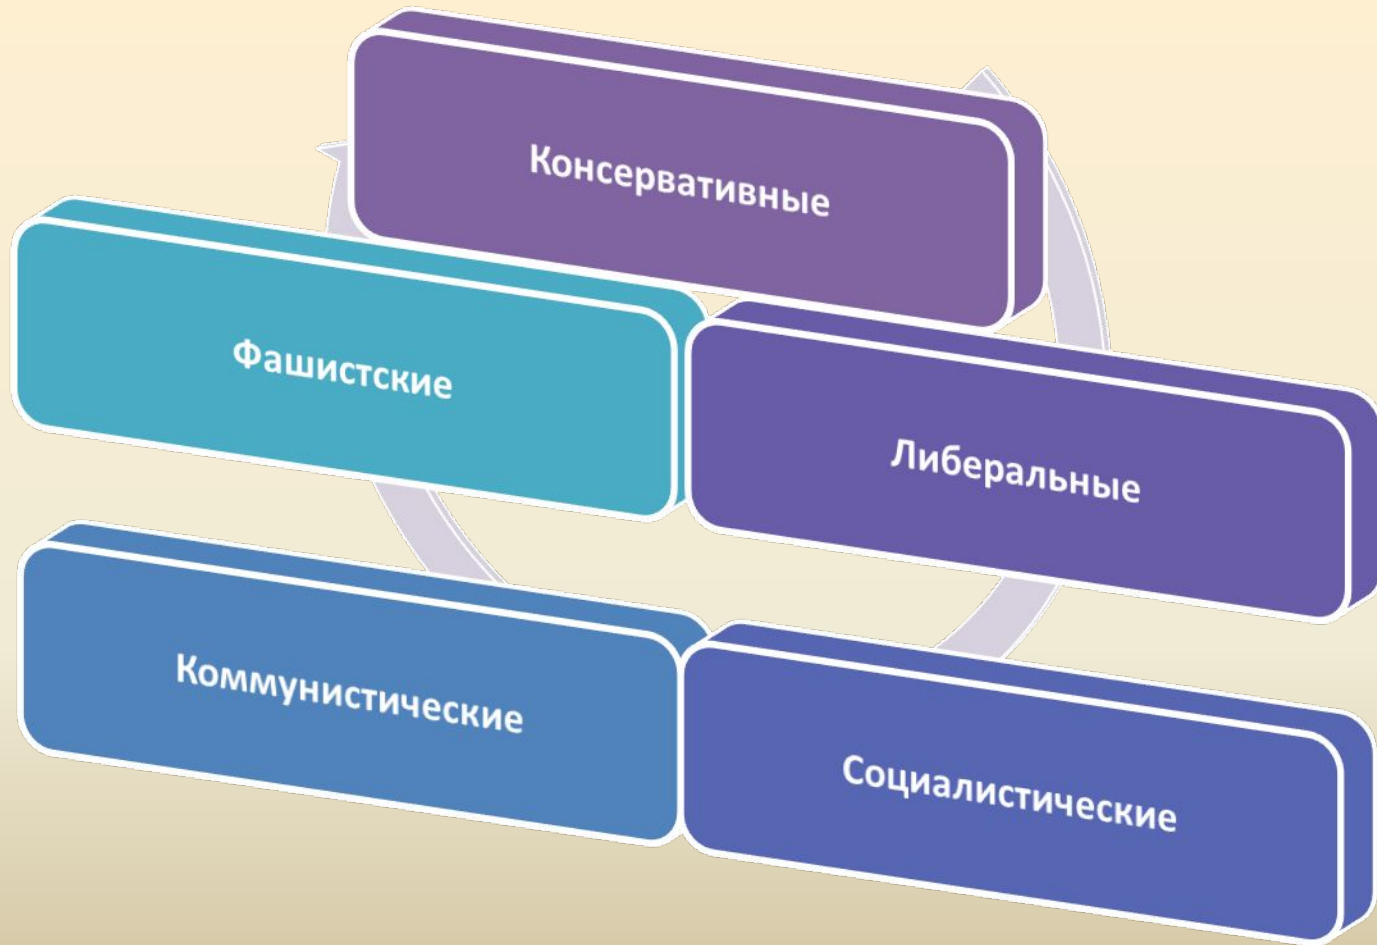 Консервативные
Фашистские
Либеральные
Коммунистические
Социалистические